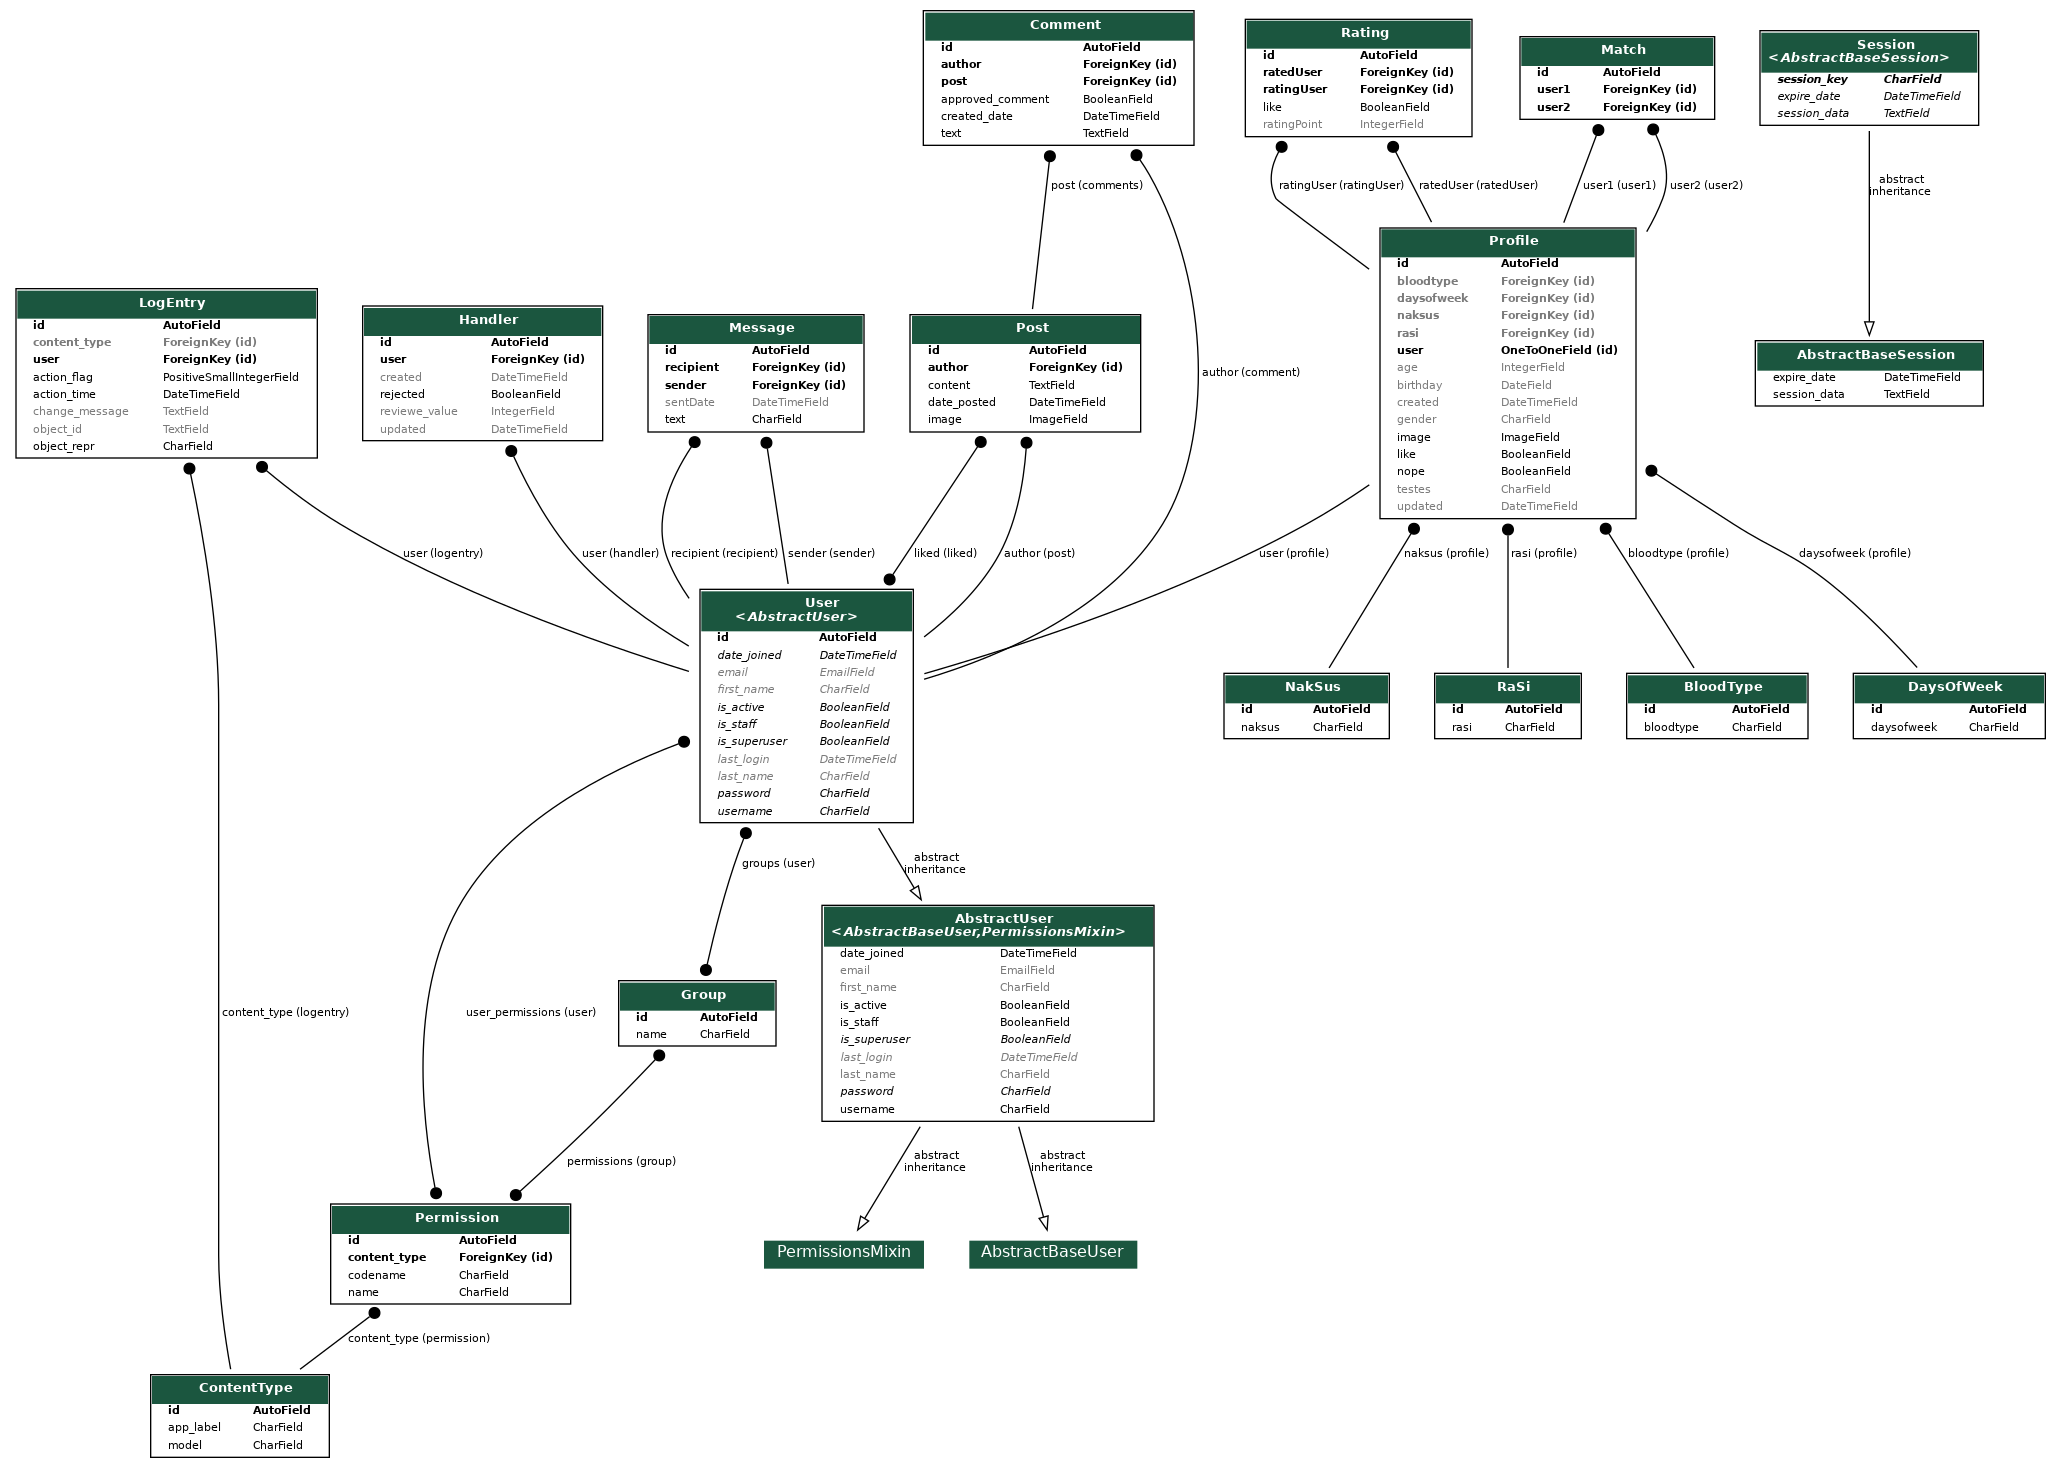 Comment
id AutoField
author ForeignKey (id)
post ForeignKey (id)
approved_comment BooleanField
created_date DateTimeField
text TextField
Rating
id AutoField
ratedUser ForeignKey (id)
ratingUser ForeignKey (id)
like BooleanField
ratingPoint IntegerField
Match
id AutoField
user1 ForeignKey (id)
user2 ForeignKey (id)
Session
<AbstractBaseSession>
session_key CharField
expire_date DateTimeField
session_data TextField
post (comments)
ratingUser (ratingUser)
ratedUser (ratedUser)
user1 (user1)
user2 (user2)
abstract
inheritance
Profile
id AutoField
bloodtype ForeignKey (id)
daysofweek ForeignKey (id)
naksus ForeignKey (id)
rasi ForeignKey (id)
user OneToOneField (id)
age IntegerField
birthday DateField
created DateTimeField
gender CharField
image ImageField
like BooleanField
nope BooleanField
testes CharField
updated DateTimeField
LogEntry
id AutoField
content_type ForeignKey (id)
user ForeignKey (id)
action_flag PositiveSmallIntegerField
action_time DateTimeField
change_message TextField
object_id TextField
object_repr CharField
Handler
id AutoField
user ForeignKey (id)
created DateTimeField
rejected BooleanField
reviewe_value IntegerField
updated DateTimeField
Message
id AutoField
recipient ForeignKey (id)
sender ForeignKey (id)
sentDate DateTimeField
text CharField
Post
id AutoField
author ForeignKey (id)
content TextField
date_posted DateTimeField
image ImageField
author (comment)
AbstractBaseSession
expire_date DateTimeField
session_data TextField
user (logentry)
user (handler)
recipient (recipient)
sender (sender)
liked (liked)
author (post)
user (profile)
naksus (profile)
rasi (profile)
bloodtype (profile)
daysofweek (profile)
User
<AbstractUser>
id AutoField
date_joined DateTimeField
email EmailField
first_name CharField
is_active BooleanField
is_staff BooleanField
is_superuser BooleanField
last_login DateTimeField
last_name CharField
password CharField
username CharField
NakSus
id AutoField
naksus CharField
RaSi
id AutoField
rasi CharField
BloodType
id AutoField
bloodtype CharField
DaysOfWeek
id AutoField
daysofweek CharField
groups (user)
abstract
inheritance
AbstractUser
<AbstractBaseUser,PermissionsMixin>
date_joined DateTimeField
email EmailField
first_name CharField
is_active BooleanField
is_staff BooleanField
is_superuser BooleanField
last_login DateTimeField
last_name CharField
password CharField
username CharField
content_type (logentry)
user_permissions (user)
Group
id AutoField
name CharField
permissions (group)
abstract
inheritance
abstract
inheritance
Permission
id AutoField
content_type ForeignKey (id)
codename CharField
name CharField
PermissionsMixin
AbstractBaseUser
content_type (permission)
ContentType
id AutoField
app_label CharField
model CharField